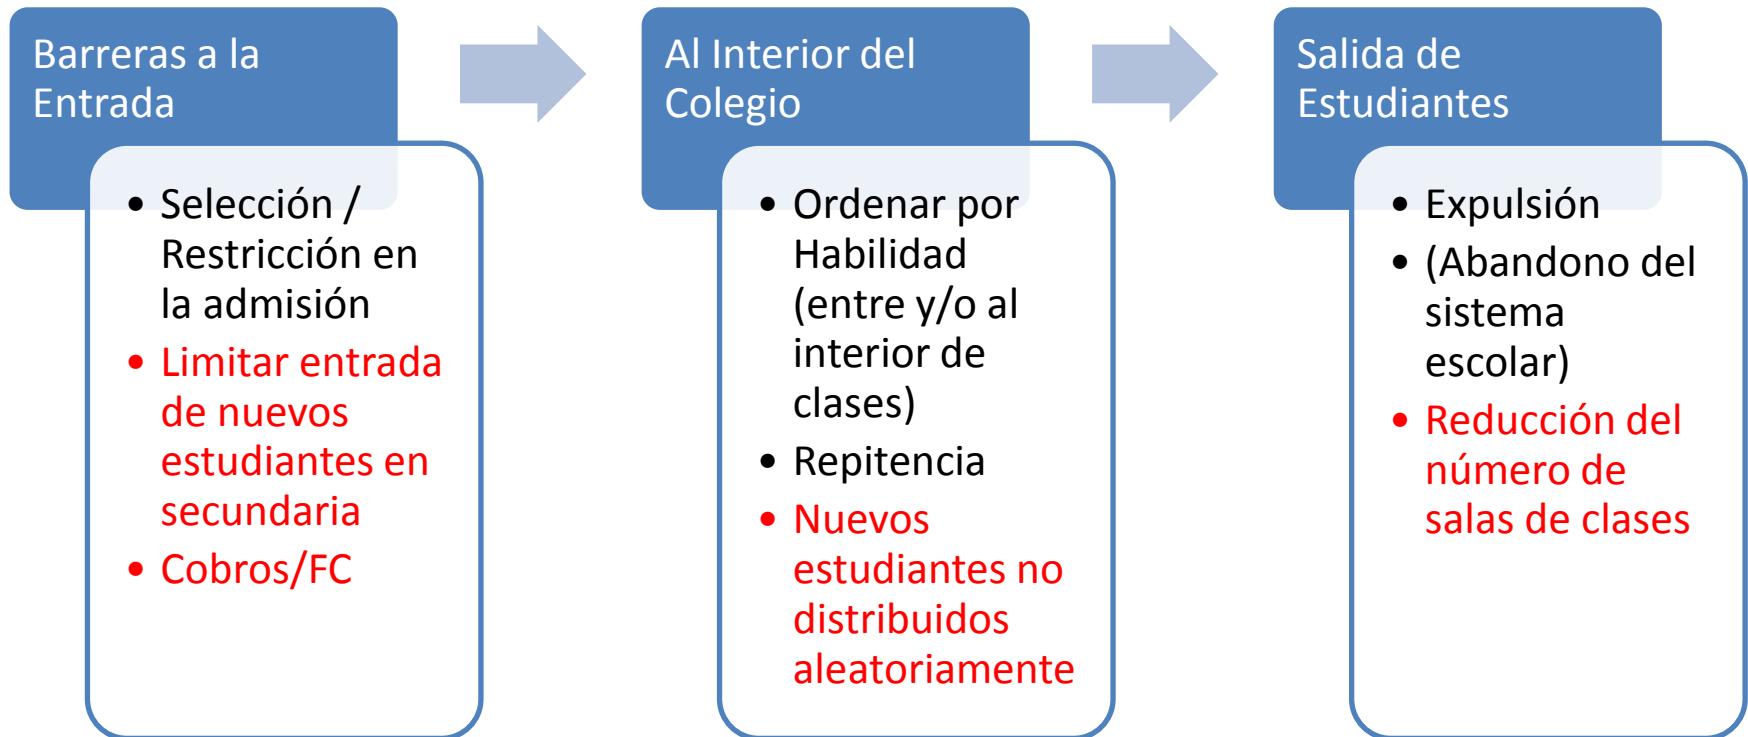 Barreras a la
Entrada
• Selección /
Restricción en
la admisión
• Limitar entrada
de nuevos
estudiantes en
secundaria
• Cobros/FC
Al Interior del
Colegio
• Ordenar por
Habilidad
(entre y/o al
interior de
clases)
• Repitencia
• Nuevos
estudiantes no
distribuidos
aleatoriamente
Salida de
Estudiantes
• Expulsión
• (Abandono del
sistema
escolar)
• Reducción del
número de
salas de clases